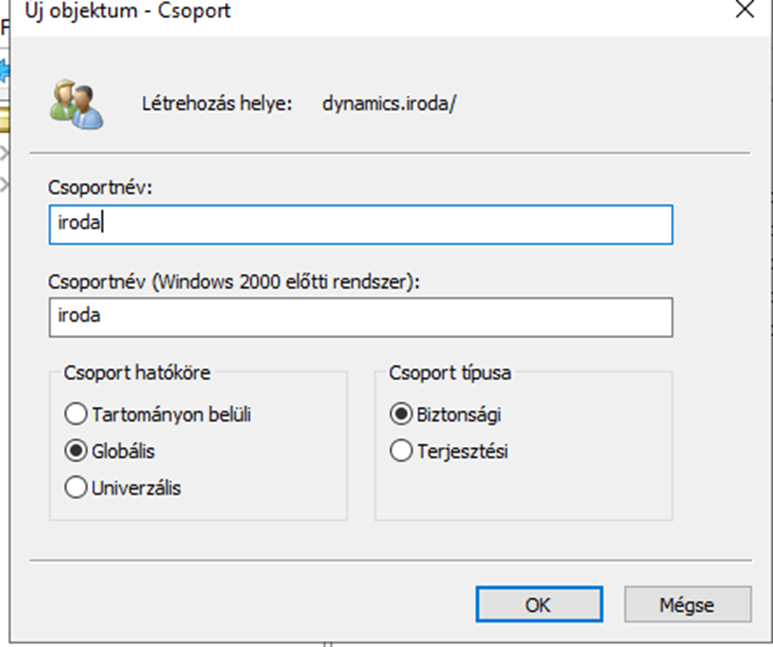 Új objektum - Csoport
Létrehozás helye: dynamics.iroda/
Csoportnév:
iroda
Csoportnév (Windows 2000 előtti rendszer):
iroda
Csoport hatóköre
Tartományon belüli
Globális
Univerzális
Csoport típusa
Biztonsági
Terjesztési
OK Mégse